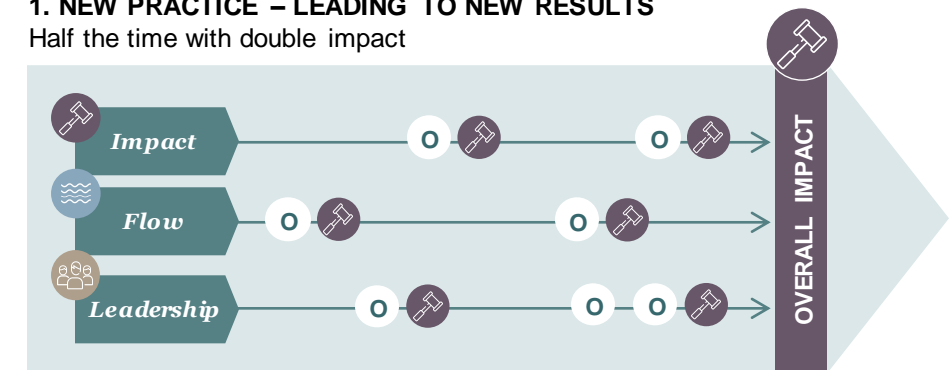 1. NEW PRACTICE – LEADING TO NEW RESULTS
Half the time with double impact
Impact
O
O
Flow
O
O
Leadership
O
O
O
OVERALL IMPACT